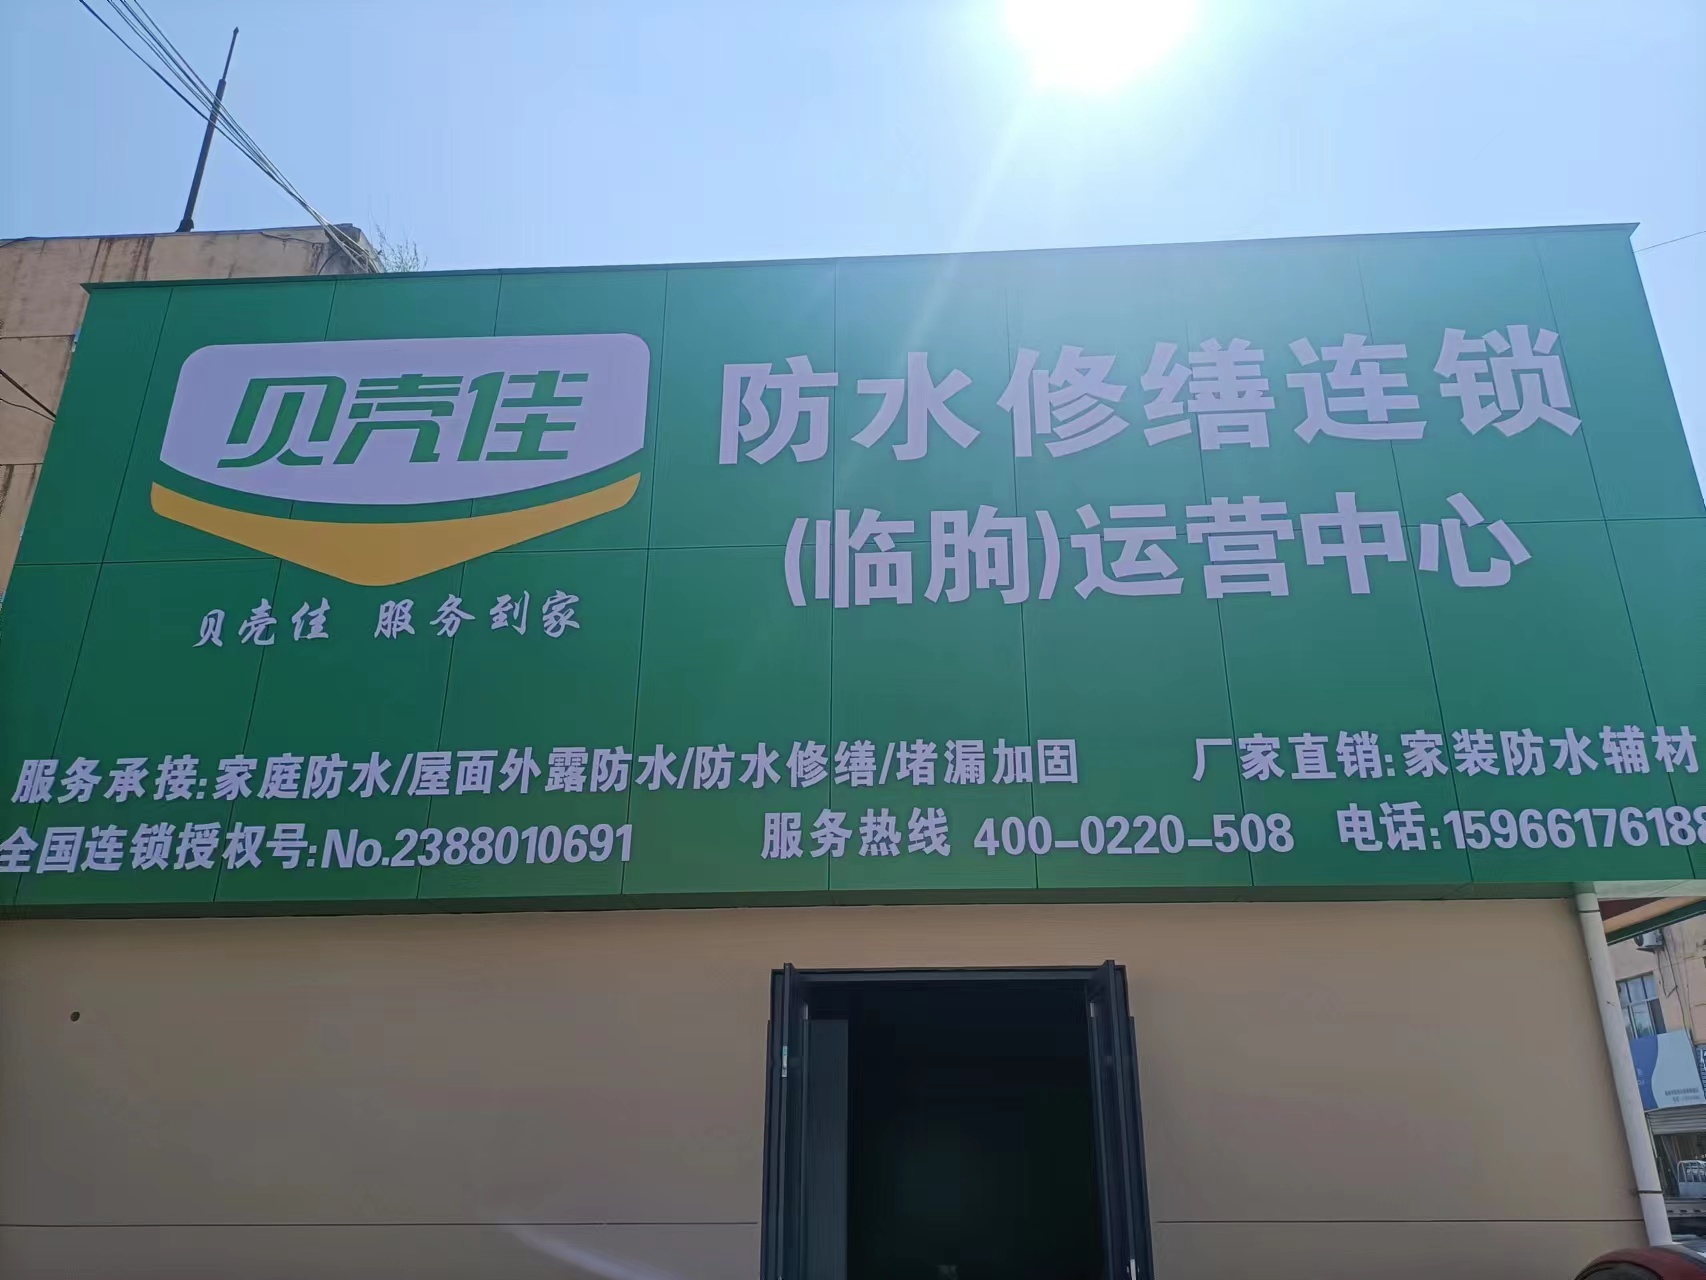 贝壳佳
防水修缮连锁
(临朐)运营中心
贝壳佳 服务到家
服务承接:家庭防水/屋面外露防水/防水修缮/堵漏加固 厂家直销:家装防水辅材
全国连锁授权号:No.2388010691 服务热线 400-0220-508 电话:15966176188